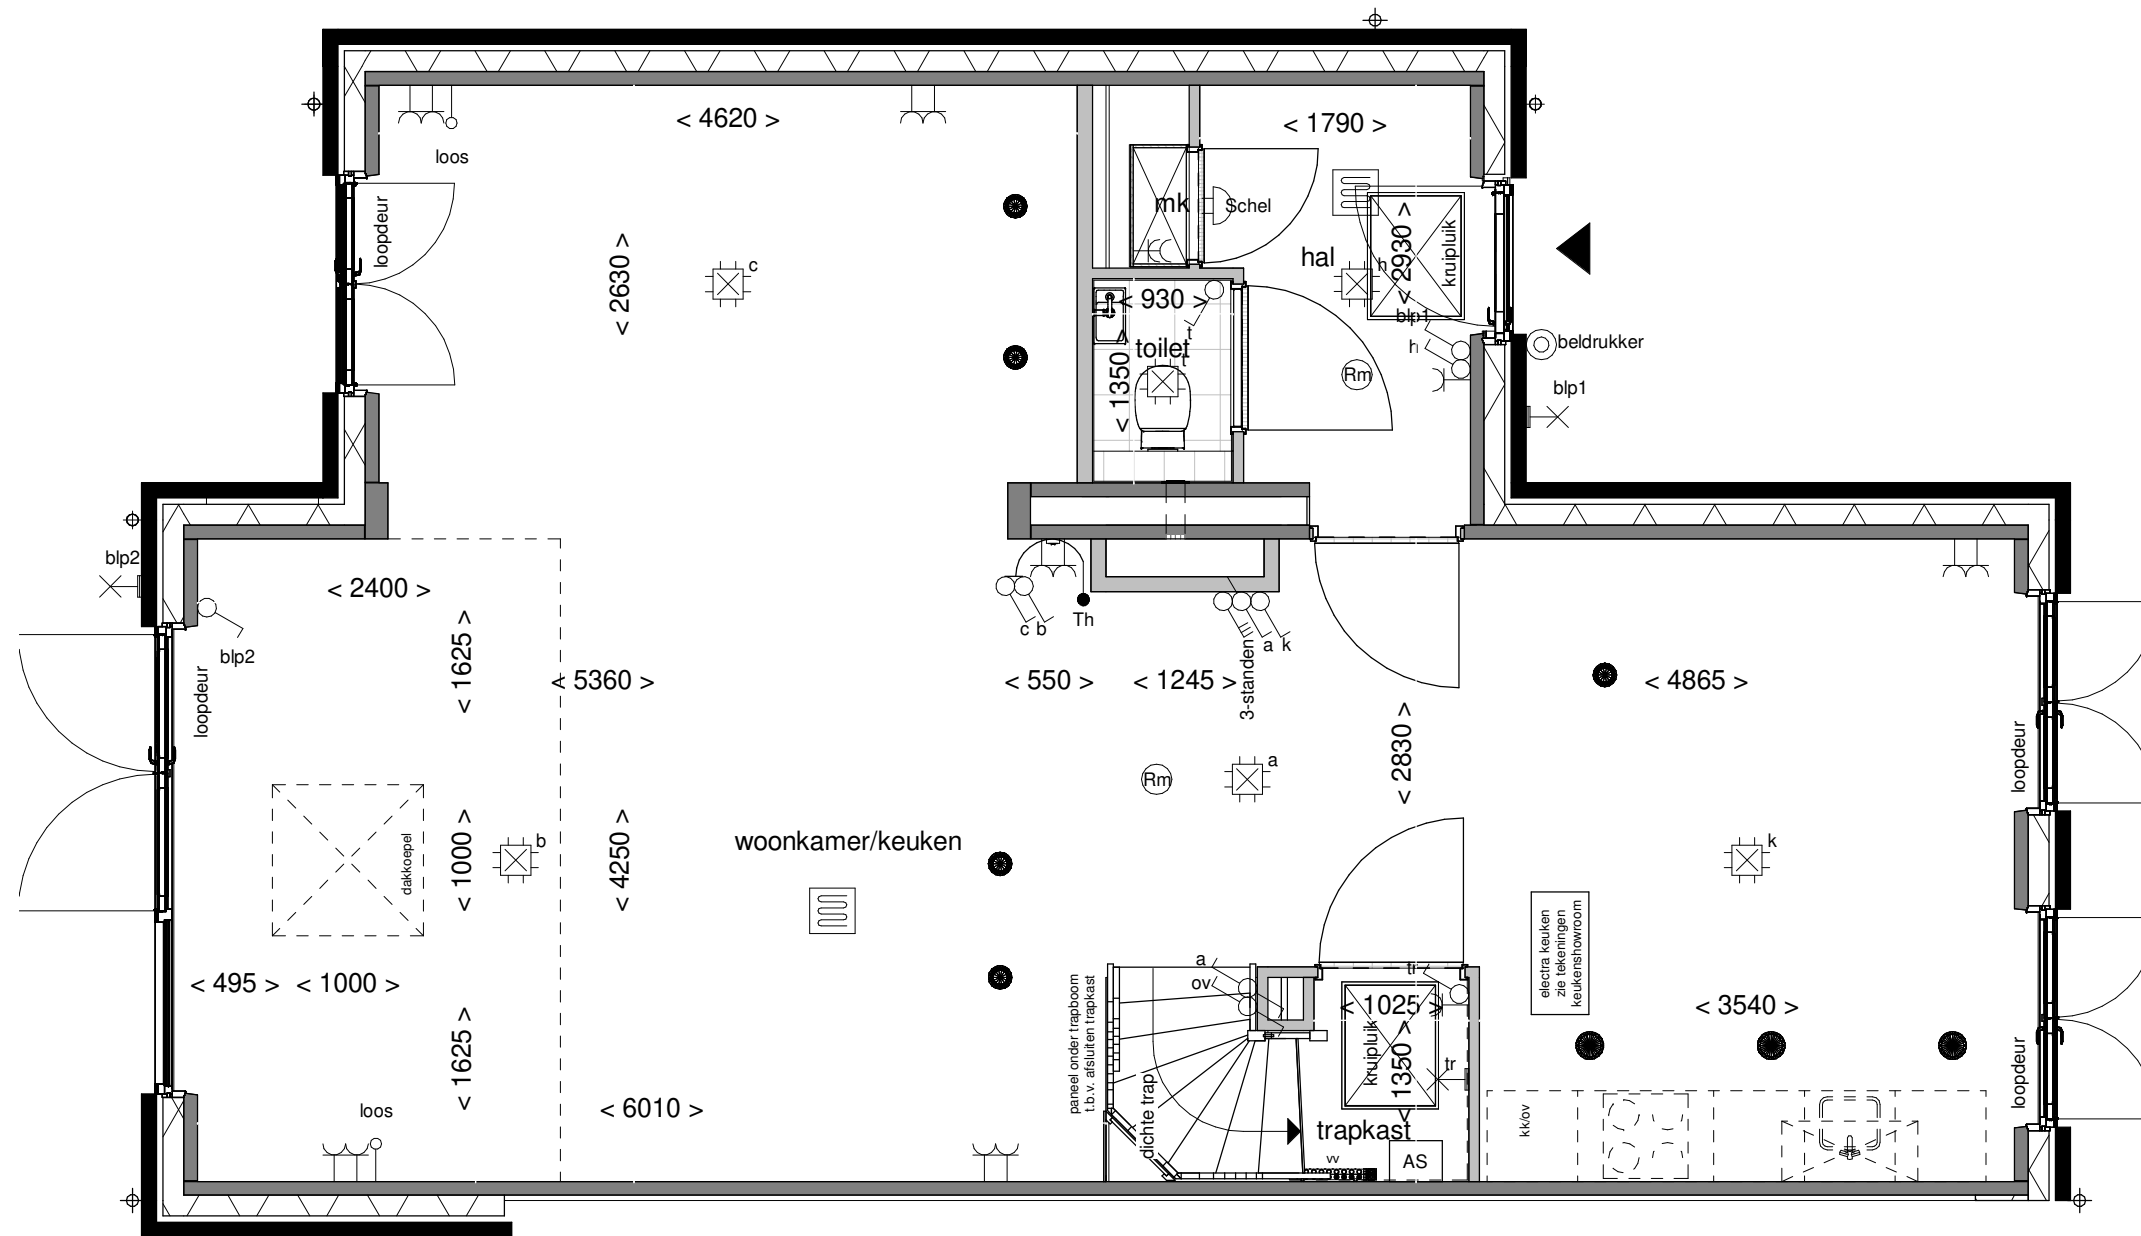 < 4620 >
< 1790 >
loos
loopdeur
mk
Schel
< 2630 >
c
hal
h
< 2930 >
kruipluik
< 930 >
t
blp1
h
toilet
t
< 1350 >
Rm
beldrukker
blp1
blp2
< 2400 >
blp2
loopdeur
< 1625 >
c b
Th
a k
3-standen
< 5360 >
< 550 >
< 1245 >
< 4865 >
< 2830 >
loopdeur
Rm
a
dakkoepel
< 1000 >
b
< 4250 >
woonkamer/keuken
k
electra keuken
zie tekeningen
keukenshowroom
< 495 >
< 1000 >
a
ov
tr
< 1025 >
< 3540 >
paneel onder trapboom
t.b.v. afsluiten trapkast
kruipluik
< 1350 >
tr
loopdeur
< 1625 >
loos
< 6010 >
dichte trap
trapkast
kk/ov
vv
AS